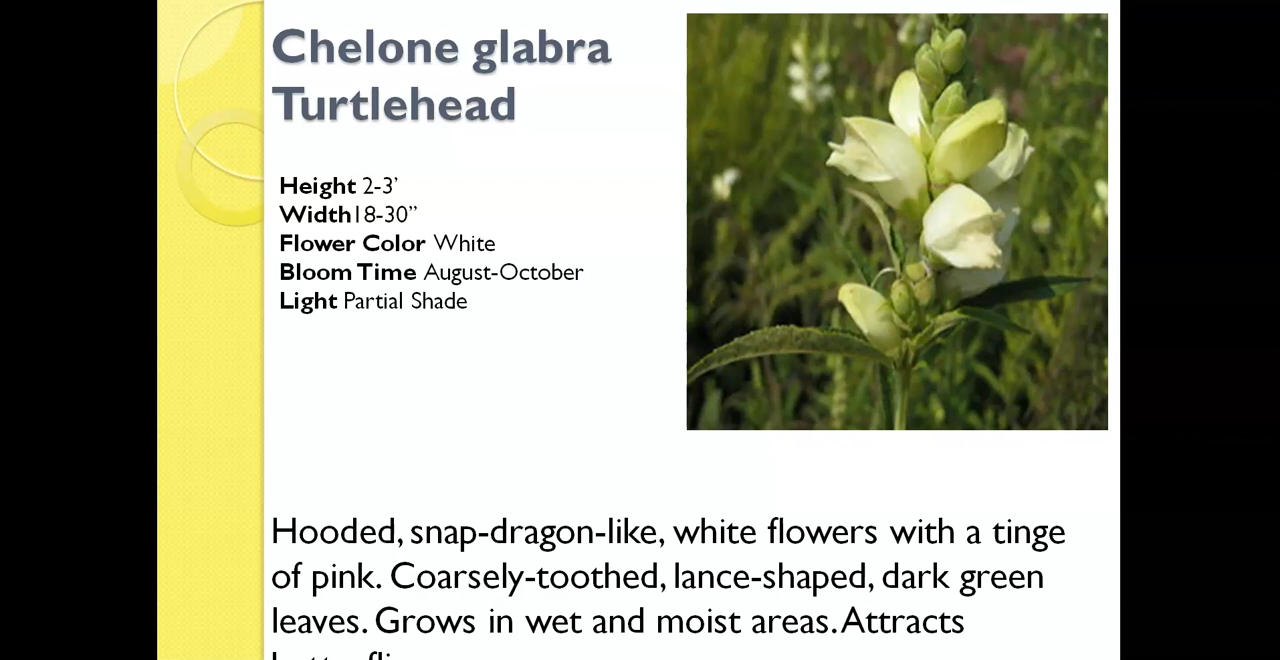 Chelone glabra
Turtlehead
Height 2-3’
Width18-30”
Flower Color White
Bloom Time August-October
Light Partial Shade
Hooded, snap-dragon-like, white flowers with a tinge
of pink. Coarsely-toothed, lance-shaped, dark green
leaves. Grows in wet and moist areas. Attracts